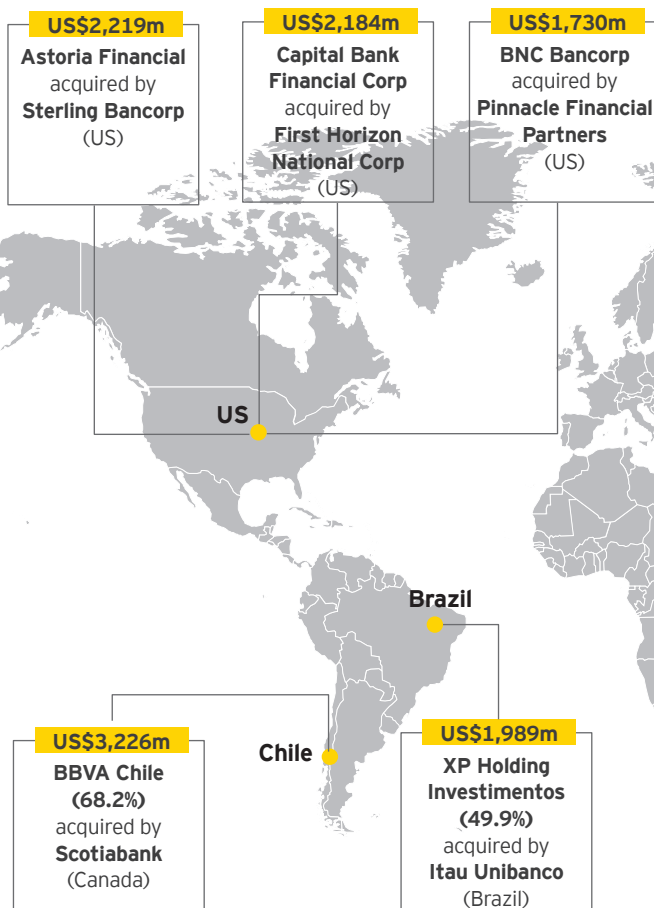 US$2,219m
Astoria Financial
acquired by
Sterling Bancorp
(US)
US$2,184m
Capital Bank
Financial Corp
acquired by
First Horizon
National Corp
(US)
US$1,730m
BNC Bancorp
acquired by
Pinnacle Financial
Partners
(US)
US
Brazil
Chile
US$3,226m
BBVA Chile
(68.2%)
acquired by
Scotiabank
(Canada)
US$1,989m
XP Holding
Investimentos
(49.9%)
acquired by
Itau Unibanco
(Brazil)